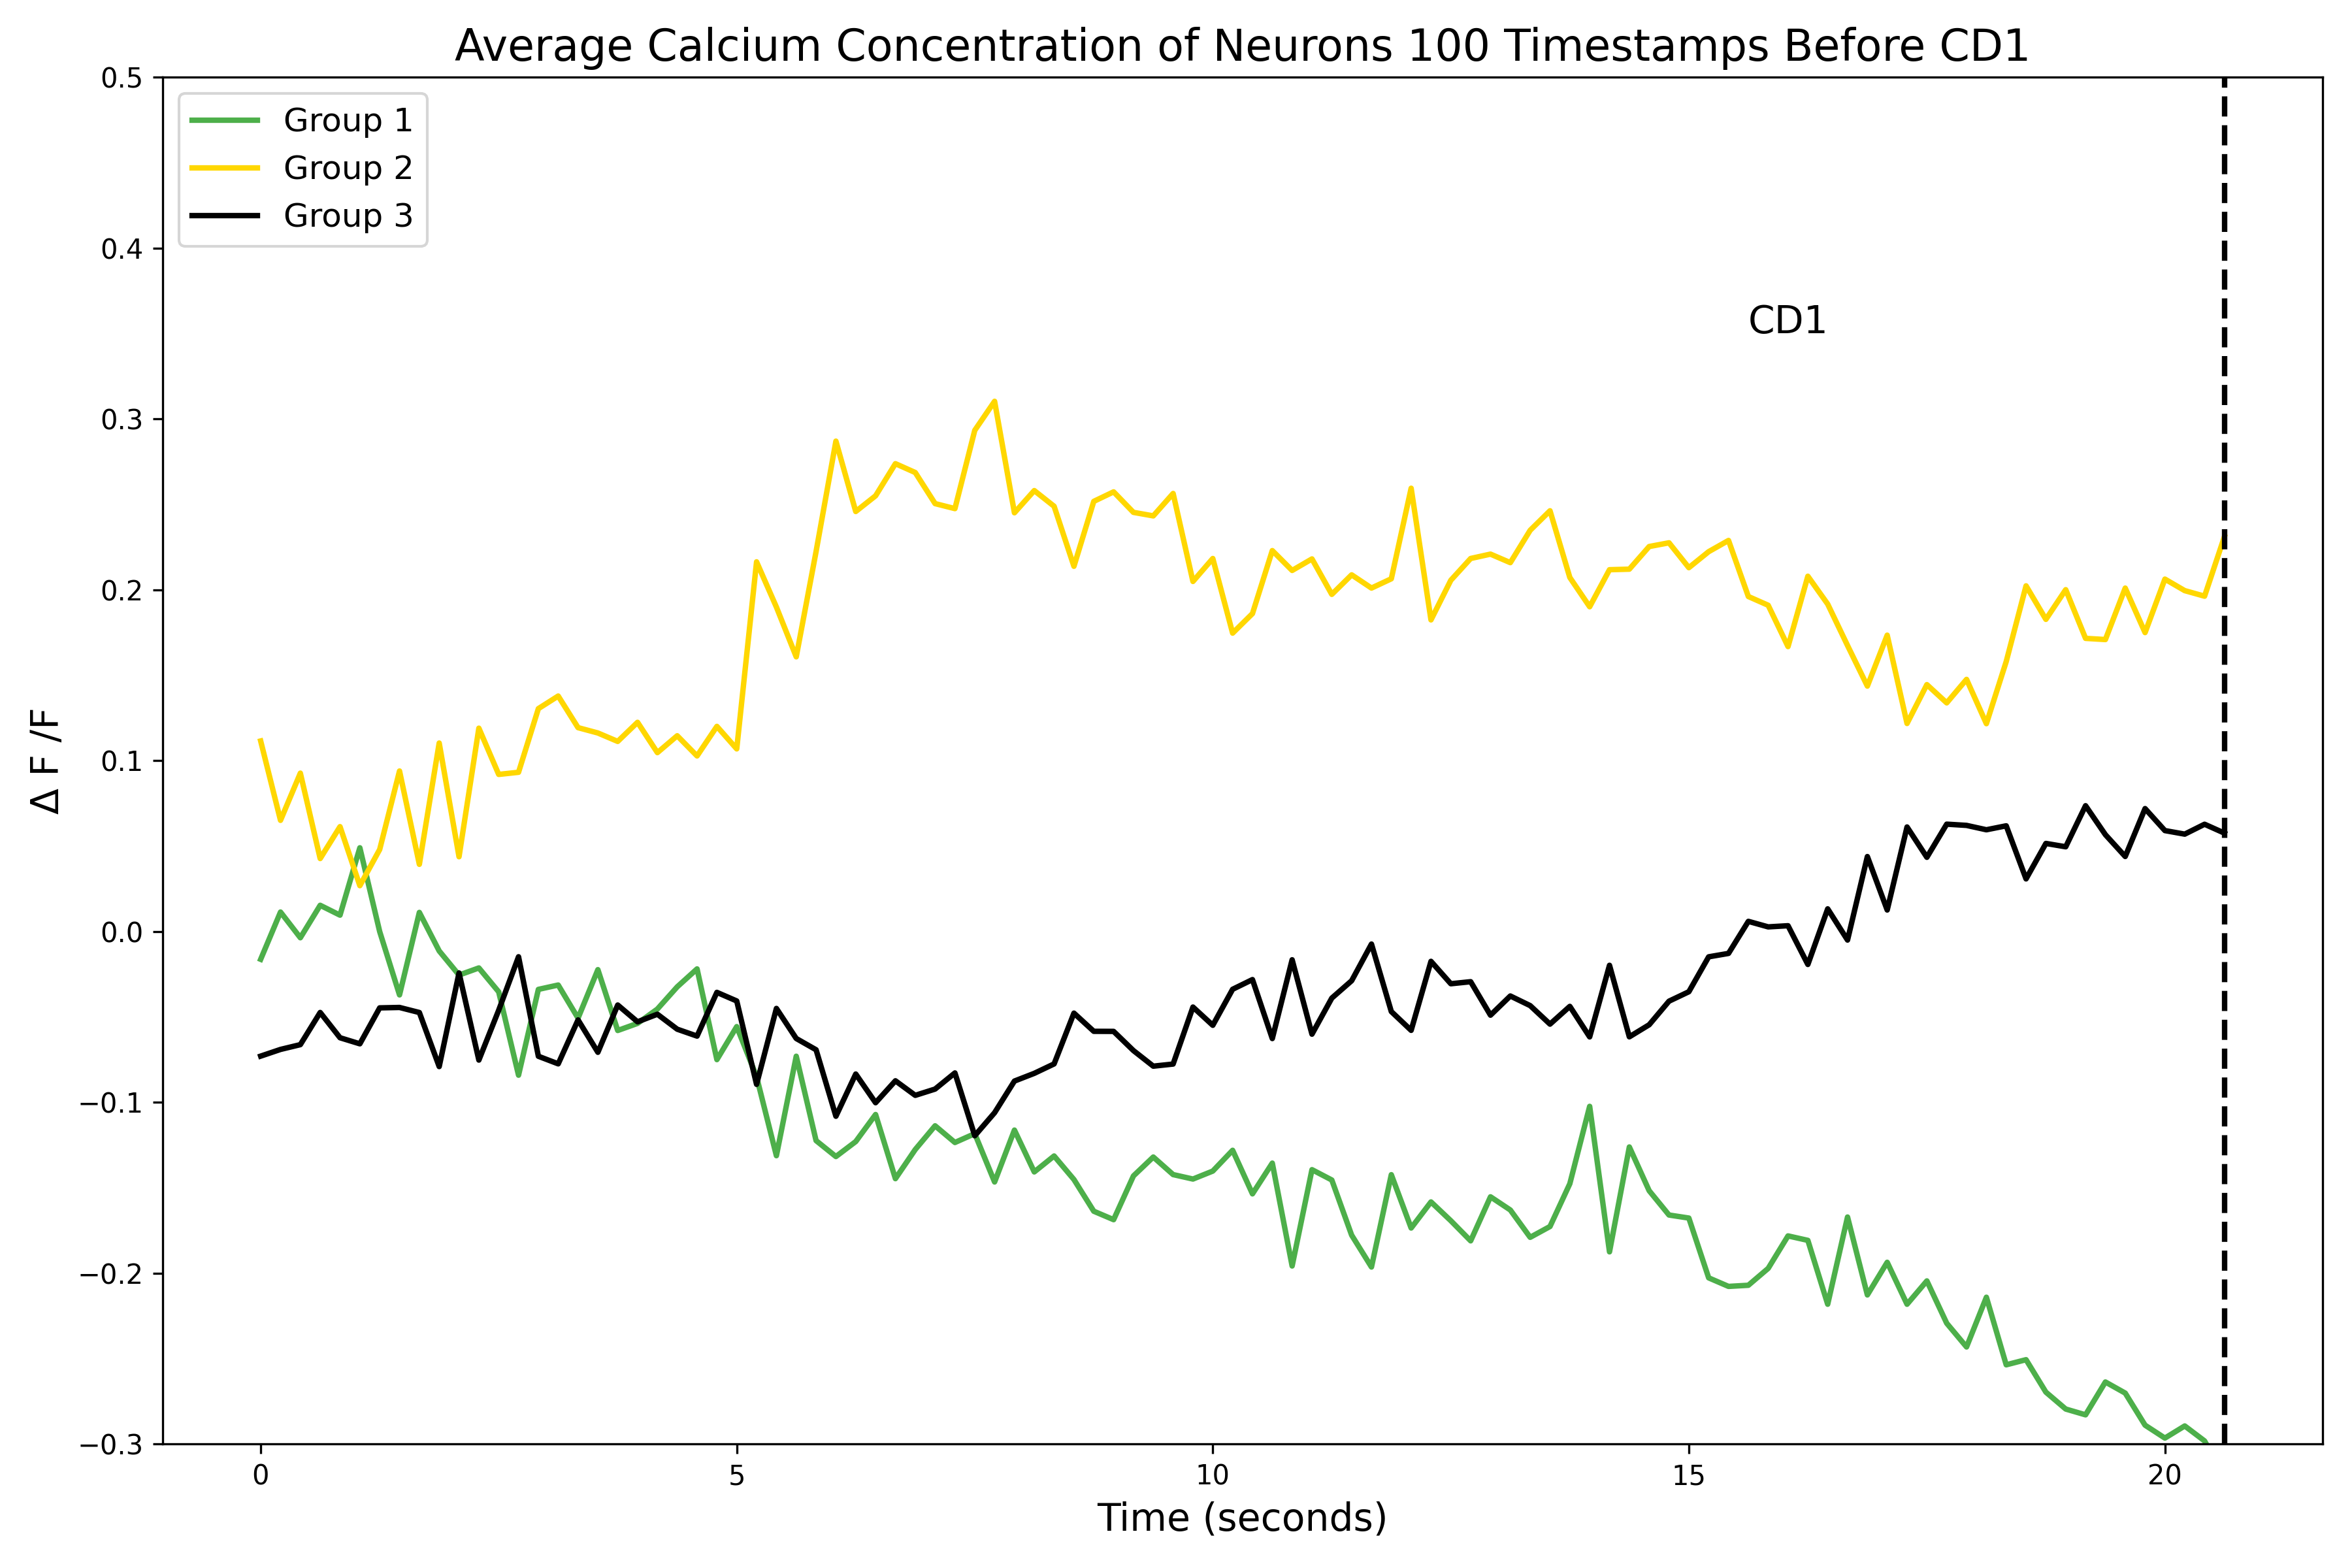 Average Calcium Concentration of Neurons 100 Timestamps Before CD1
0.5
Group 1
Group 2
Group 3
0.4
CD1
0.3
0.2
Δ F /F
0.1
0.0
−0.1
−0.2
−0.3
0 5 10 15 20
Time (seconds)